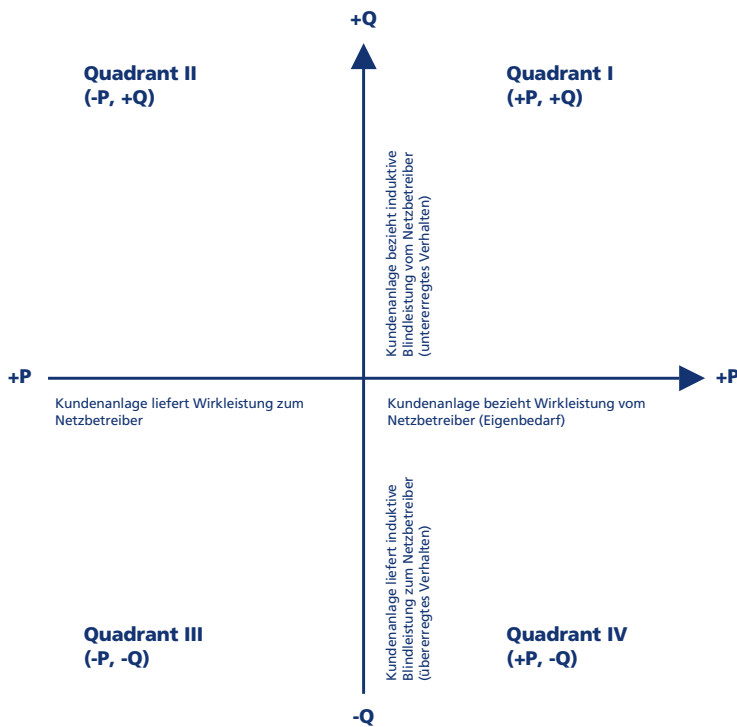 +Q
Quadrant II
(-P, +Q)
Quadrant I
(+P, +Q)
Kundenanlage bezieht induktive
Blindleistung vom Netzbetreiber
(untererregtes Verhalten)
+P
+P
Kundenanlage liefert Wirkleistung zum
Netzbetreiber
Kundenanlage bezieht Wirkleistung vom
Netzbetreiber (Eigenbedarf)
Kundenanlage liefert induktive
Blindleistung zum Netzbetreiber
(übererregtes Verhalten)
Quadrant III
(-P, -Q)
Quadrant IV
(+P, -Q)
-Q